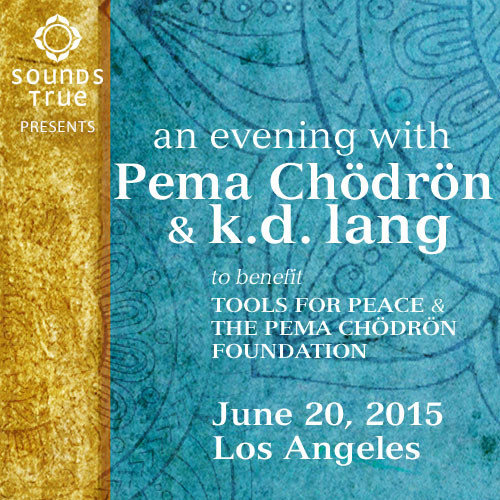 SOUNDS
TRUE
PRESENTS
an evening with
Pema Chödrön
& k.d. lang
to benefit
TOOLS FOR PEACE &
THE PEMA CHÖDRÖN
FOUNDATION
June 20, 2015
Los Angeles